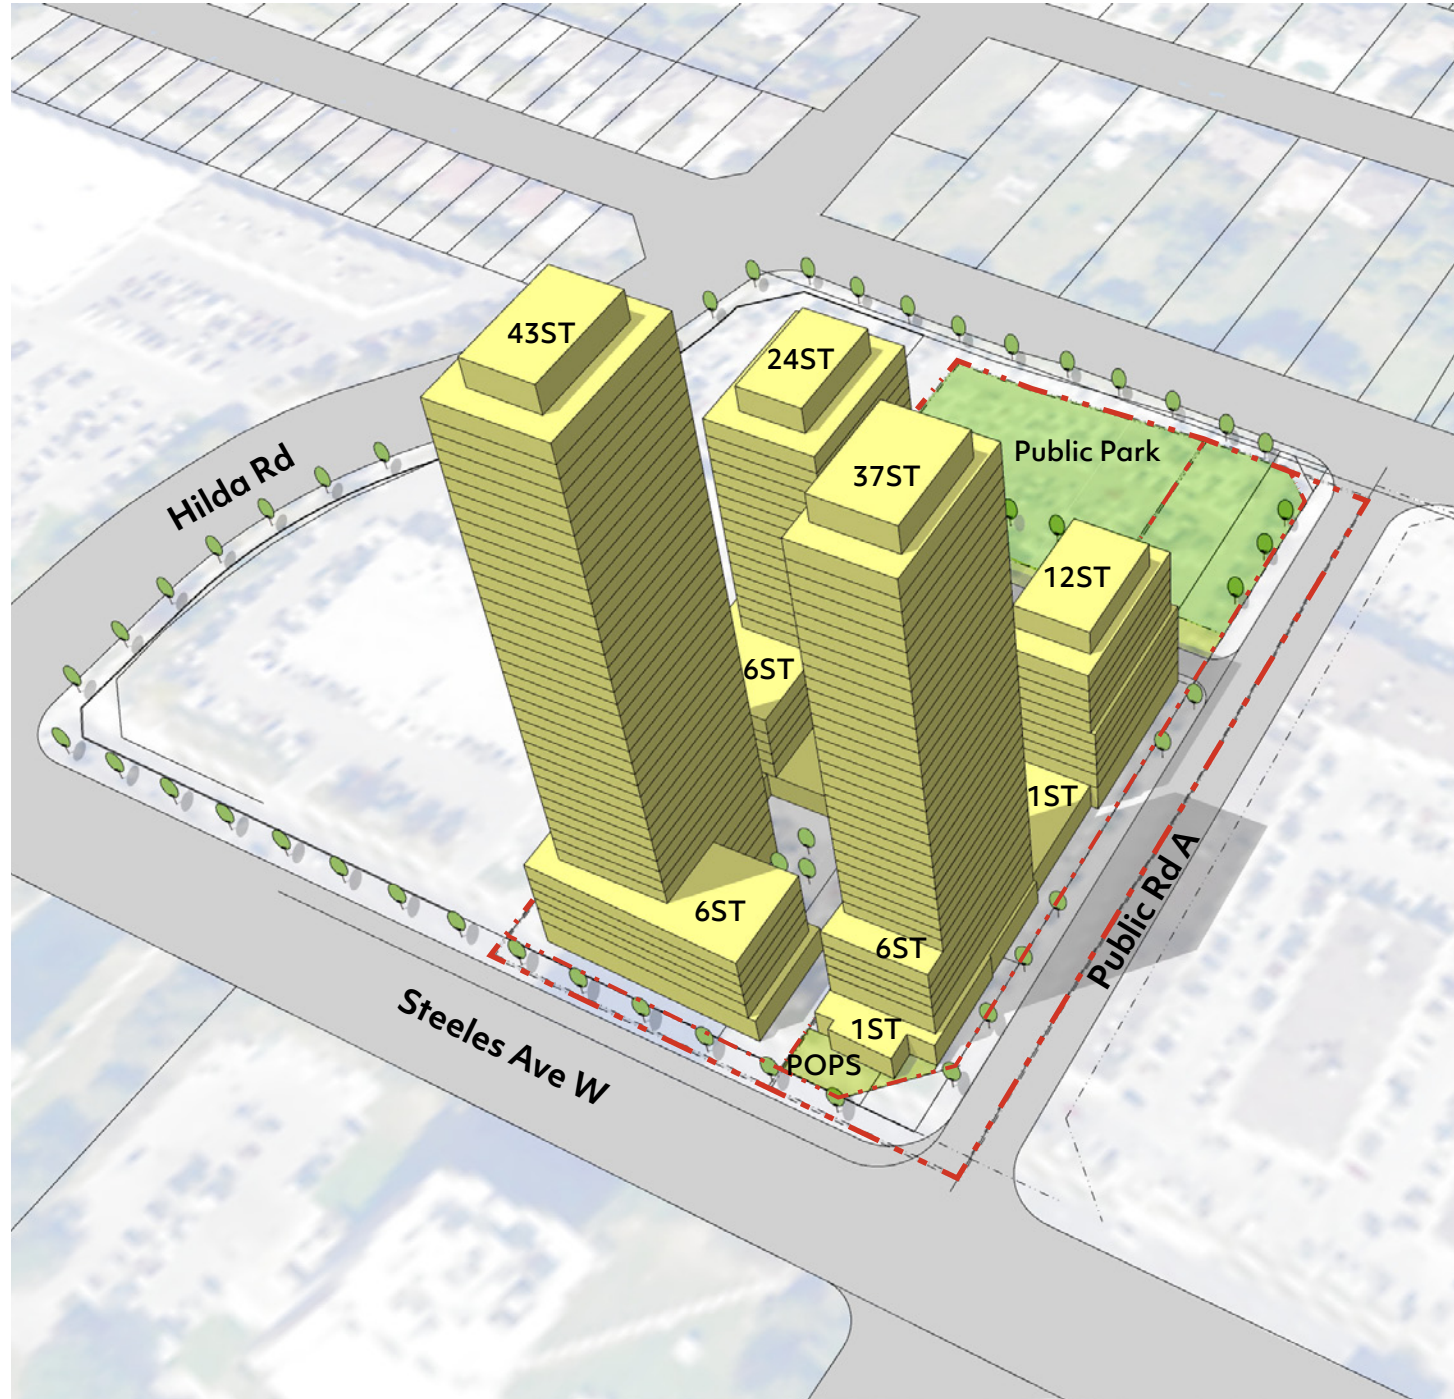 43ST
24ST
Public Park
37ST
Hilda Rd
12ST
6ST
1ST
6ST
6ST
Public Rd A
1ST
Steeles Ave W
POPS